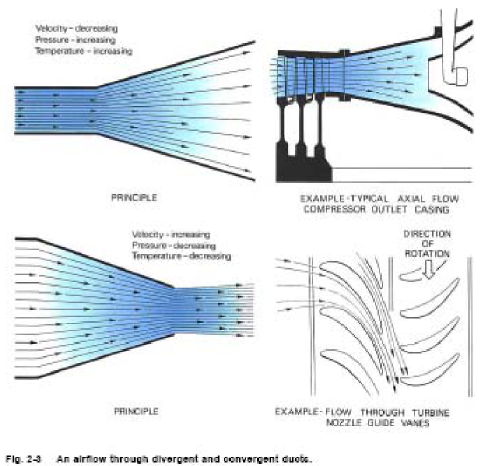 Velocity - decreasing
Pressure - increasing
Temperature - increasing
PRINCIPLE
EXAMPLE - TYPICAL AXIAL FLOW
COMPRESSOR OUTLET CASING
Velocity - increasing
Pressure - decreasing
Temperature - decreasing
DIRECTION
OF
ROTATION
PRINCIPLE
EXAMPLE - FLOW THROUGH TURBINE
NOZZLE GUIDE VANES
Fig. 2-3 An airflow through divergent and convergent ducts.